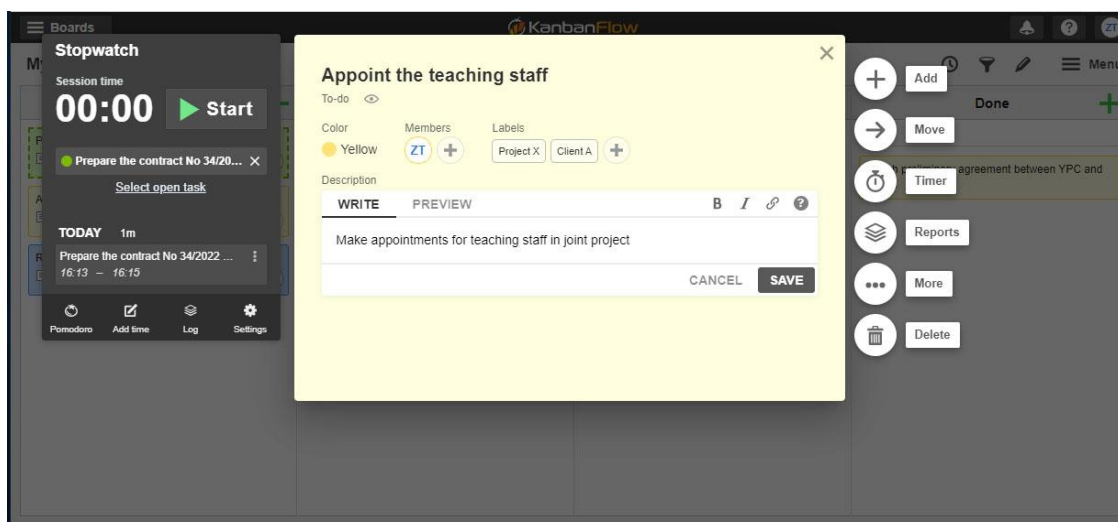 Boards
KanbanFlow
ZT
Menu
Stopwatch
Session time
00:00
Start
Prepare the contract No 34/20...
Select open task
TODAY 1m
Prepare the contract No 34/2022 ...
16:13 – 16:15
Pomodoro Add time Log Settings
Appoint the teaching staff
To-do
Color Members Labels
Yellow ZT Project X Client A
Description
WRITE PREVIEW B I
Make appointments for teaching staff in joint project
CANCEL SAVE
Add
Move
Timer
Reports
More
Delete
Done
preliminary agreement between YPC and